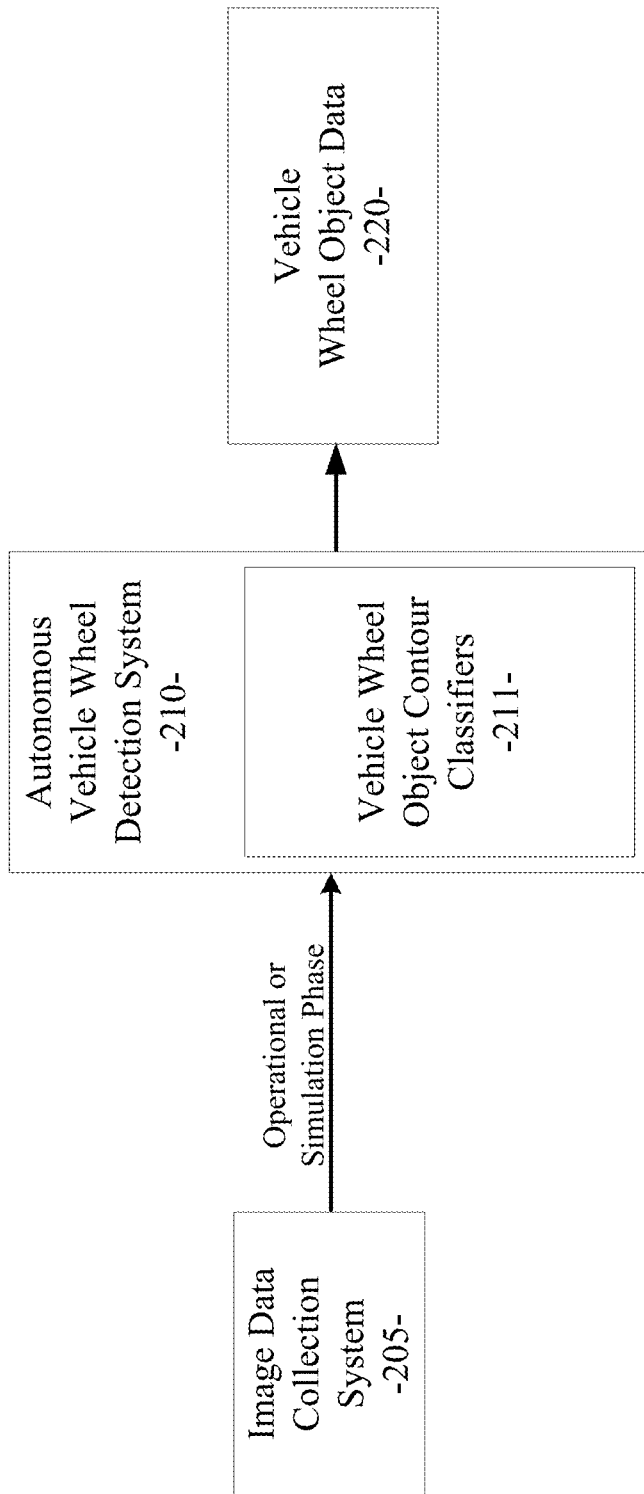 Image Data
Collection
System
-205-
Operational or
Simulation Phase
Autonomous
Vehicle Wheel
Detection System
-210-
Vehicle Wheel
Object Contour
Classifiers
-211-
Vehicle
Wheel Object Data
-220-